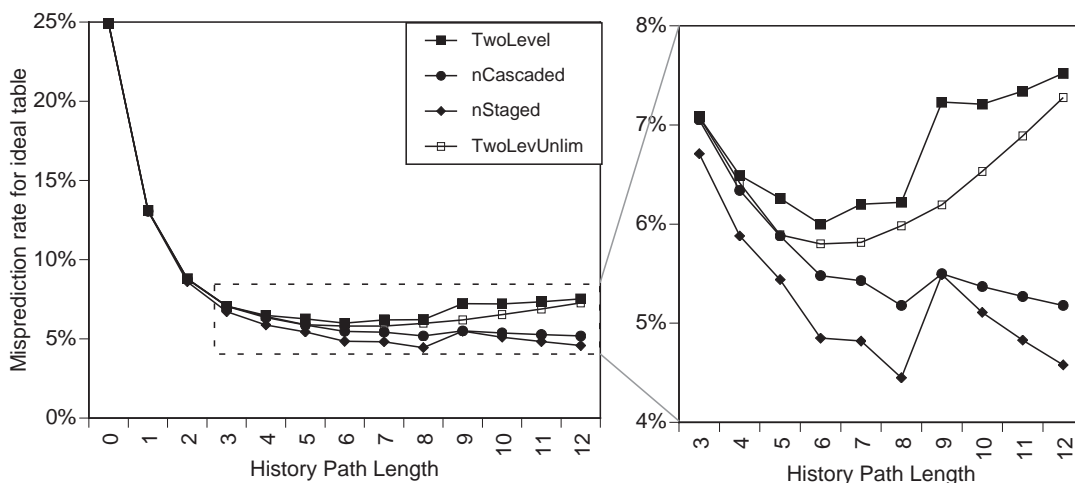 Misprediction rate for ideal table
25%
20%
15%
10%
5%
0%
TwoLevel
nCascaded
nStaged
TwoLevUnlim
0 1 2 3 4 5 6 7 8 9 10 11 12
History Path Length
8%
7%
6%
5%
4%
3 4 5 6 7 8 9 10 11 12
History Path Length